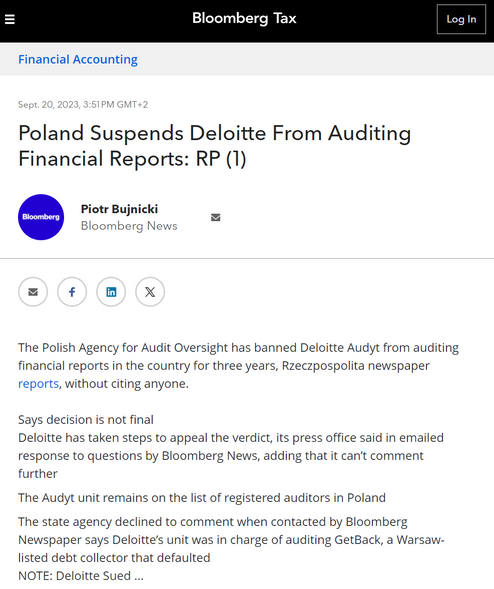 Bloomberg Tax
Log In
Financial Accounting
Sept. 20, 2023, 3:51 PM GMT+2
Poland Suspends Deloitte From Auditing
Financial Reports: RP (1)
Bloomberg
Piotr Bujnicki
Bloomberg News
The Polish Agency for Audit Oversight has banned Deloitte Audyt from auditing
financial reports in the country for three years, Rzeczpospolita newspaper
reports, without citing anyone.
Says decision is not final
Deloitte has taken steps to appeal the verdict, its press office said in emailed
response to questions by Bloomberg News, adding that it can’t comment
further
The Audyt unit remains on the list of registered auditors in Poland
The state agency declined to comment when contacted by Bloomberg
Newspaper says Deloitte’s unit was in charge of auditing GetBack, a Warsaw-
listed debt collector that defaulted
NOTE: Deloitte Sued ...